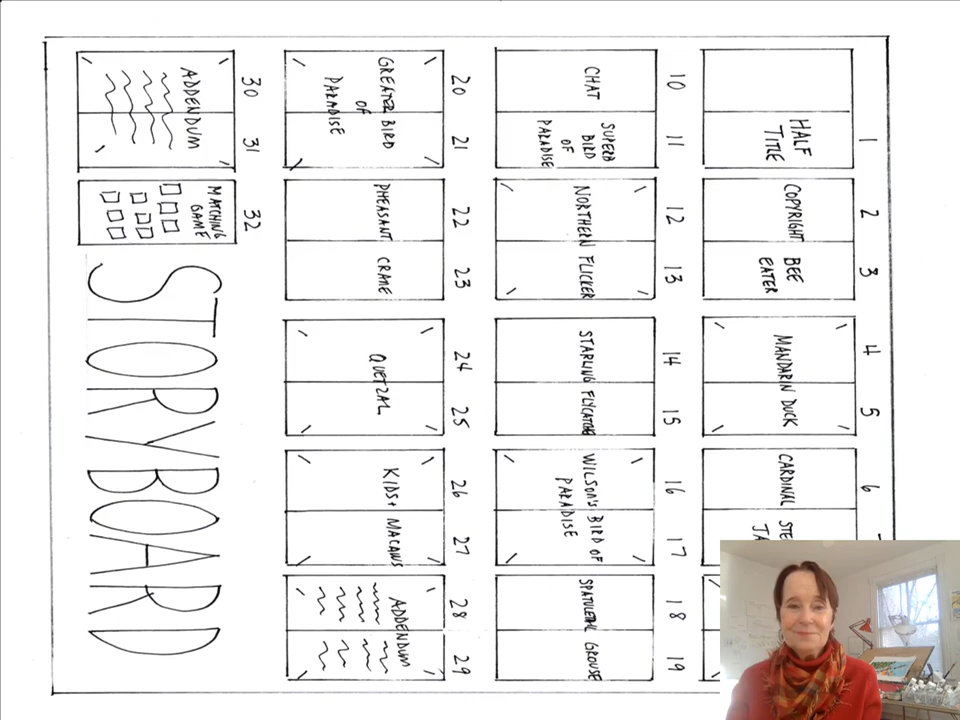 1
HALF
TITLE
2 3
COPYRIGHT
BEE
EATER
4 5
MANDARIN DUCK
6
CARDINAL
10 11
CHAT
SUPERB
BIRD
OF
PARADISE
12 13
NORTHERN FLICKER
14 15
STARLING
16 17
WILSON'S BIRD OF
PARADISE
18 19
GROUSE
20 21
GREATER BIRD
OF
PARADISE
22 23
PHEASANT CRANE
24 25
QUETZAL
26 27
KIDS + MACAWS
28 29
ADDENDUM
30 31
ADDENDUM
32
MATCHING
GAME
STORYBOARD